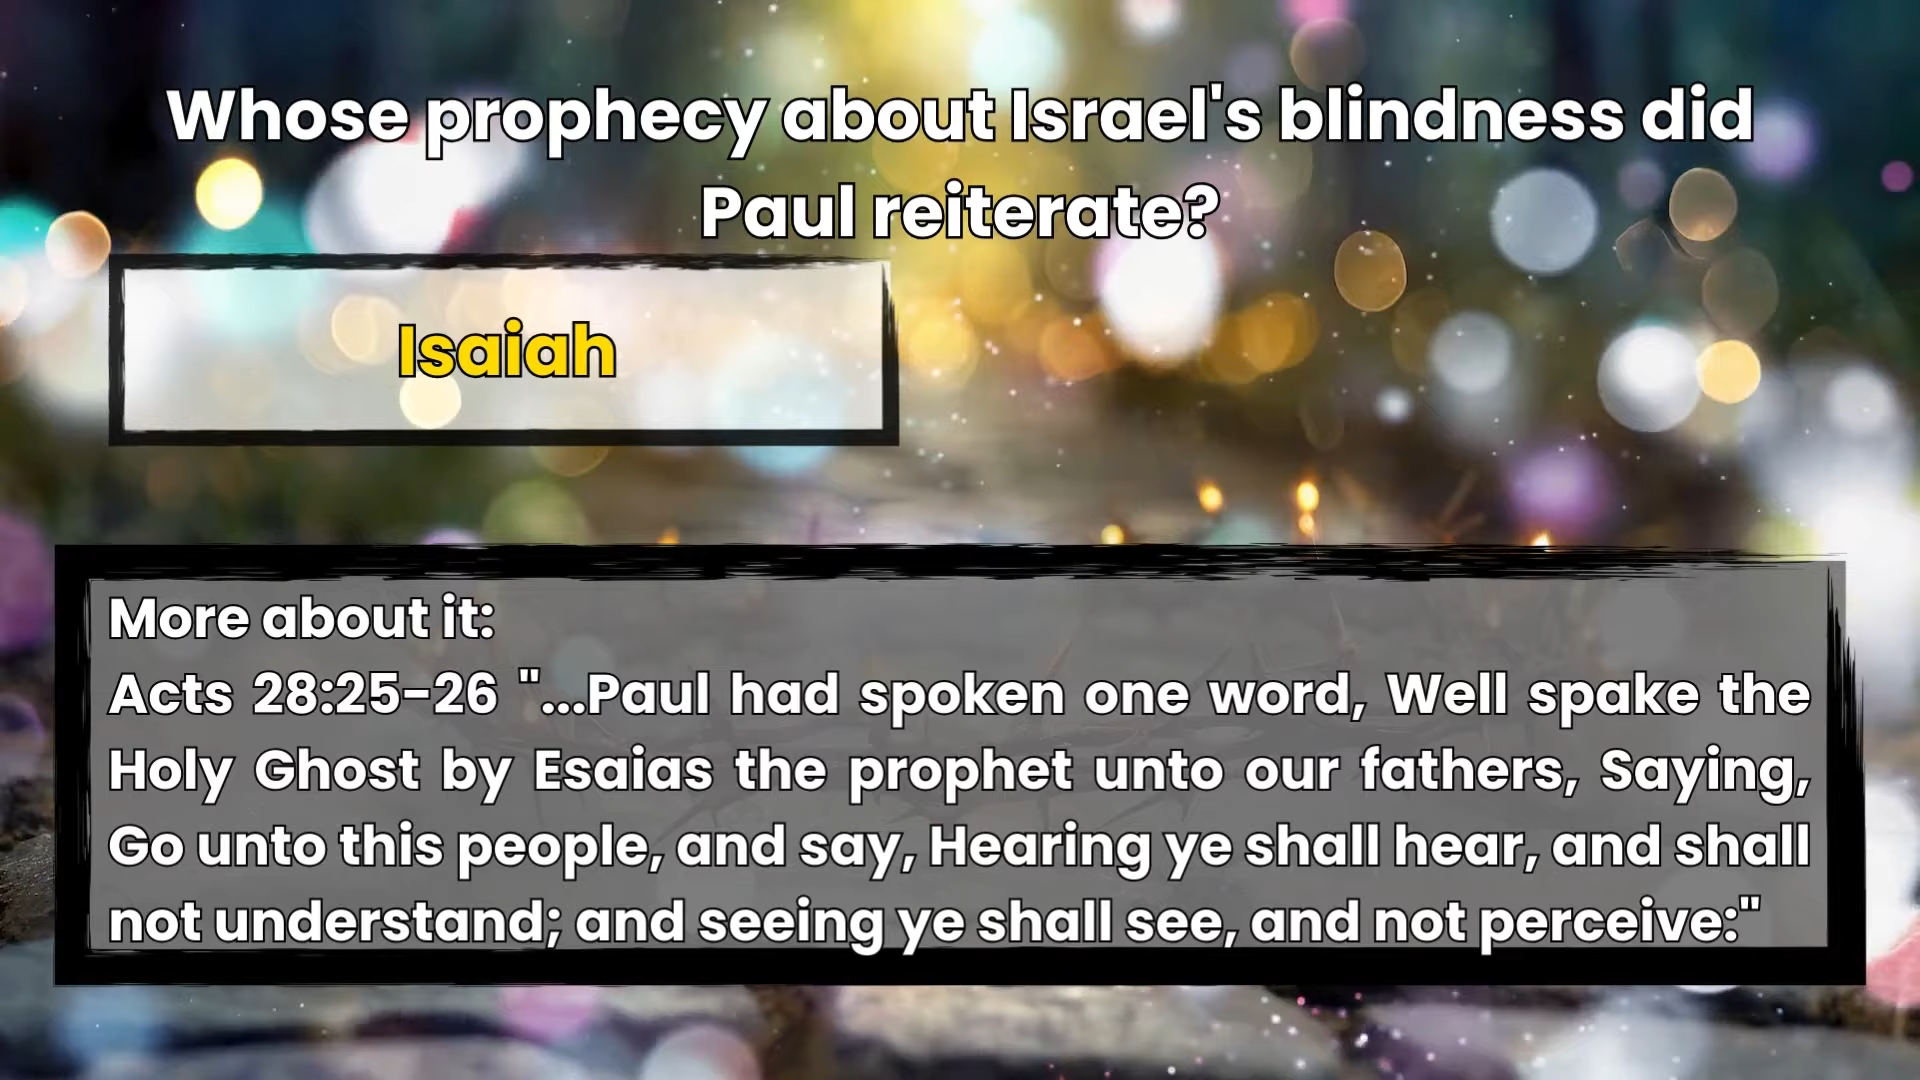 Whose prophecy about Israel's blindness did
Paul reiterate?
Isaiah
More about it:
Acts 28:25-26 "...Paul had spoken one word, Well spake the
Holy Ghost by Esaias the prophet unto our fathers, Saying,
Go unto this people, and say, Hearing ye shall hear, and shall
not understand; and seeing ye shall see, and not perceive:"